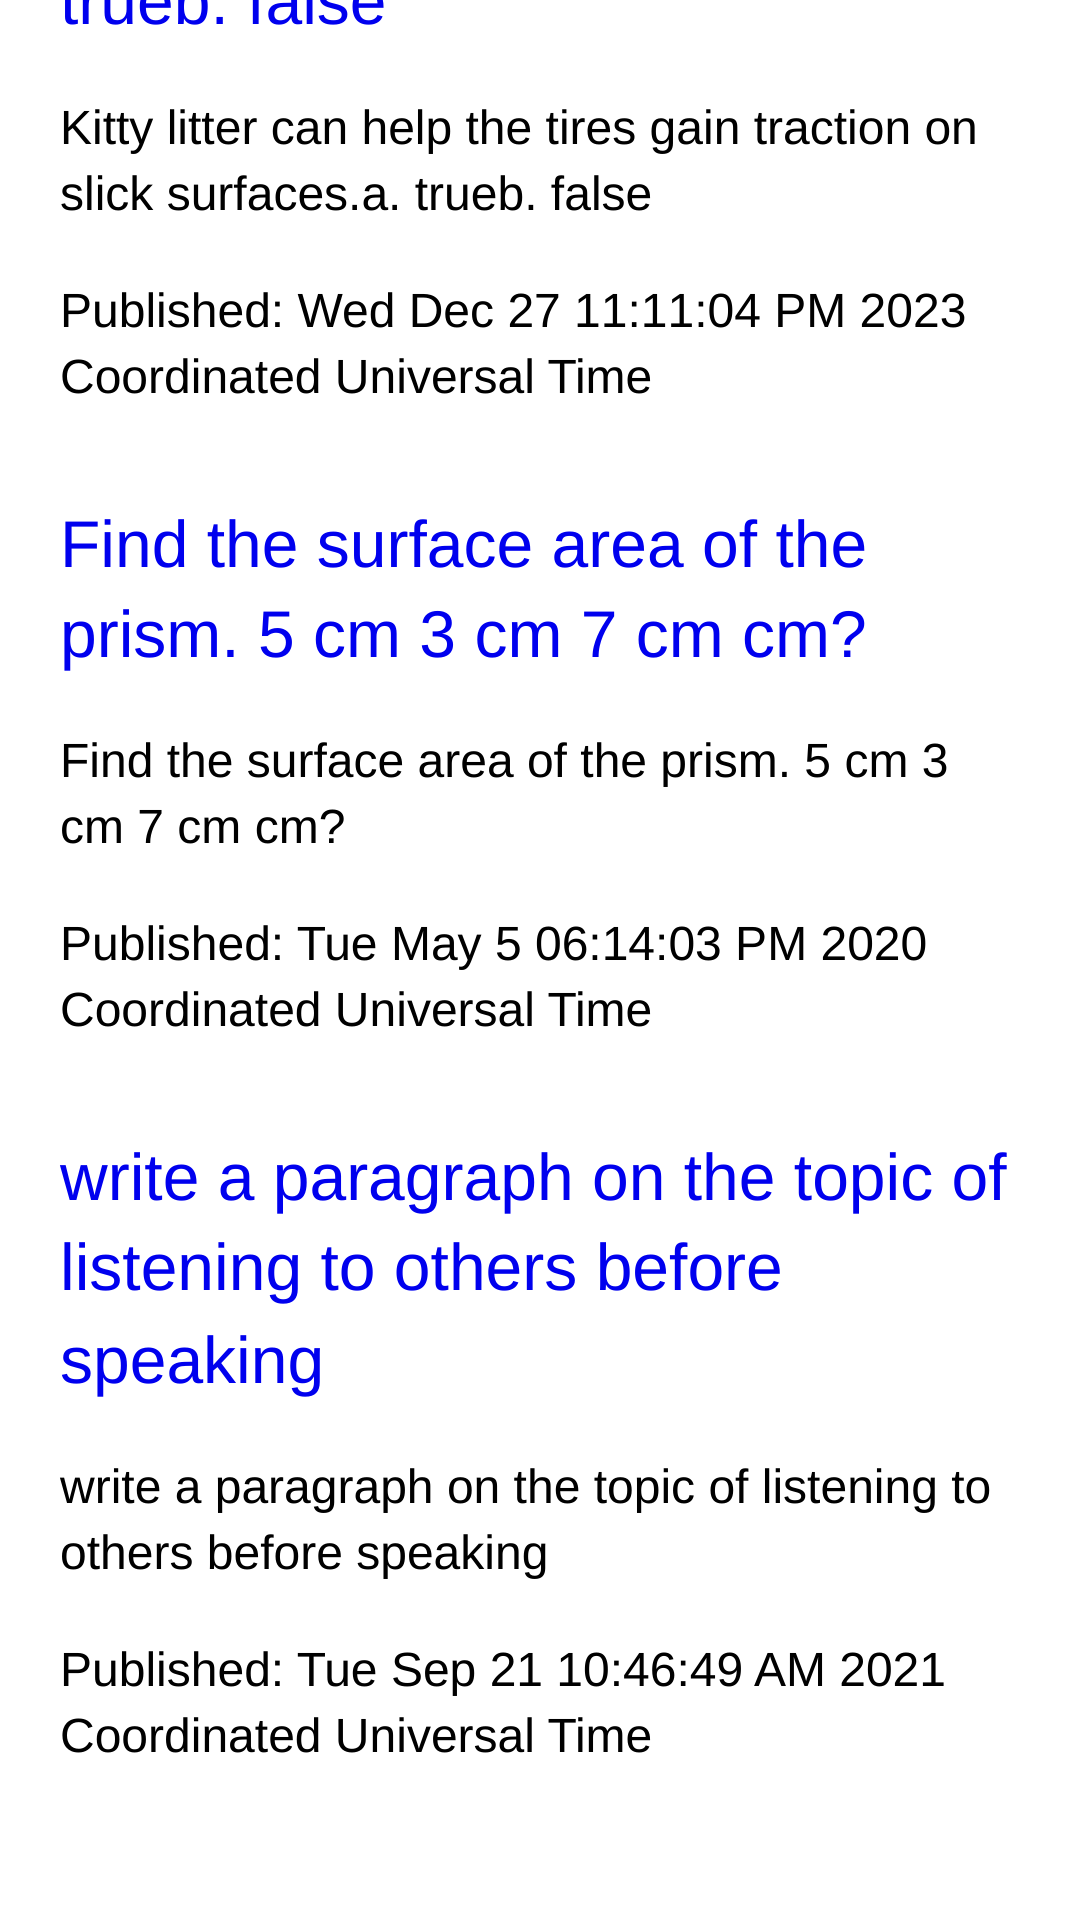 trueb. false
Kitty litter can help the tires gain traction on
slick surfaces.a. trueb. false
Published: Wed Dec 27 11:11:04 PM 2023
Coordinated Universal Time
Find the surface area of the
prism. 5 cm 3 cm 7 cm cm?
Find the surface area of the prism. 5 cm 3
cm 7 cm cm?
Published: Tue May 5 06:14:03 PM 2020
Coordinated Universal Time
write a paragraph on the topic of
listening to others before
speaking
write a paragraph on the topic of listening to
others before speaking
Published: Tue Sep 21 10:46:49 AM 2021
Coordinated Universal Time